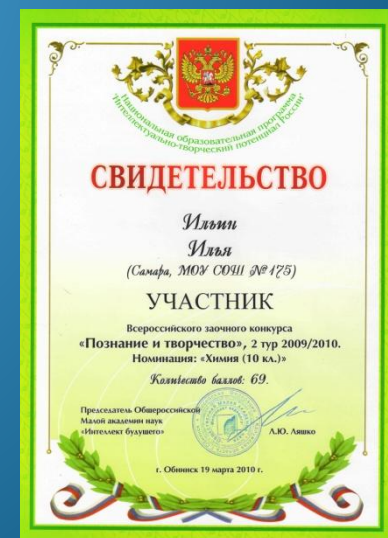 Национальная образовательная программа
"Интеллектуально-творческий потенциал России"
СВИДЕТЕЛЬСТВО
Ильин
Илья
(Самара, МОУ СОШ №175)
УЧАСТНИК
Всероссийского заочного конкурса
«Познание и творчество», 2 тур 2009/2010.
Номинация: «Химия (10 кл.)»
Количество баллов: 69.
Председатель Общероссийской
Малой академии наук
«Интеллект будущего»
А.Ю. Ляшко
г. Обнинск 19 марта 2010 г.